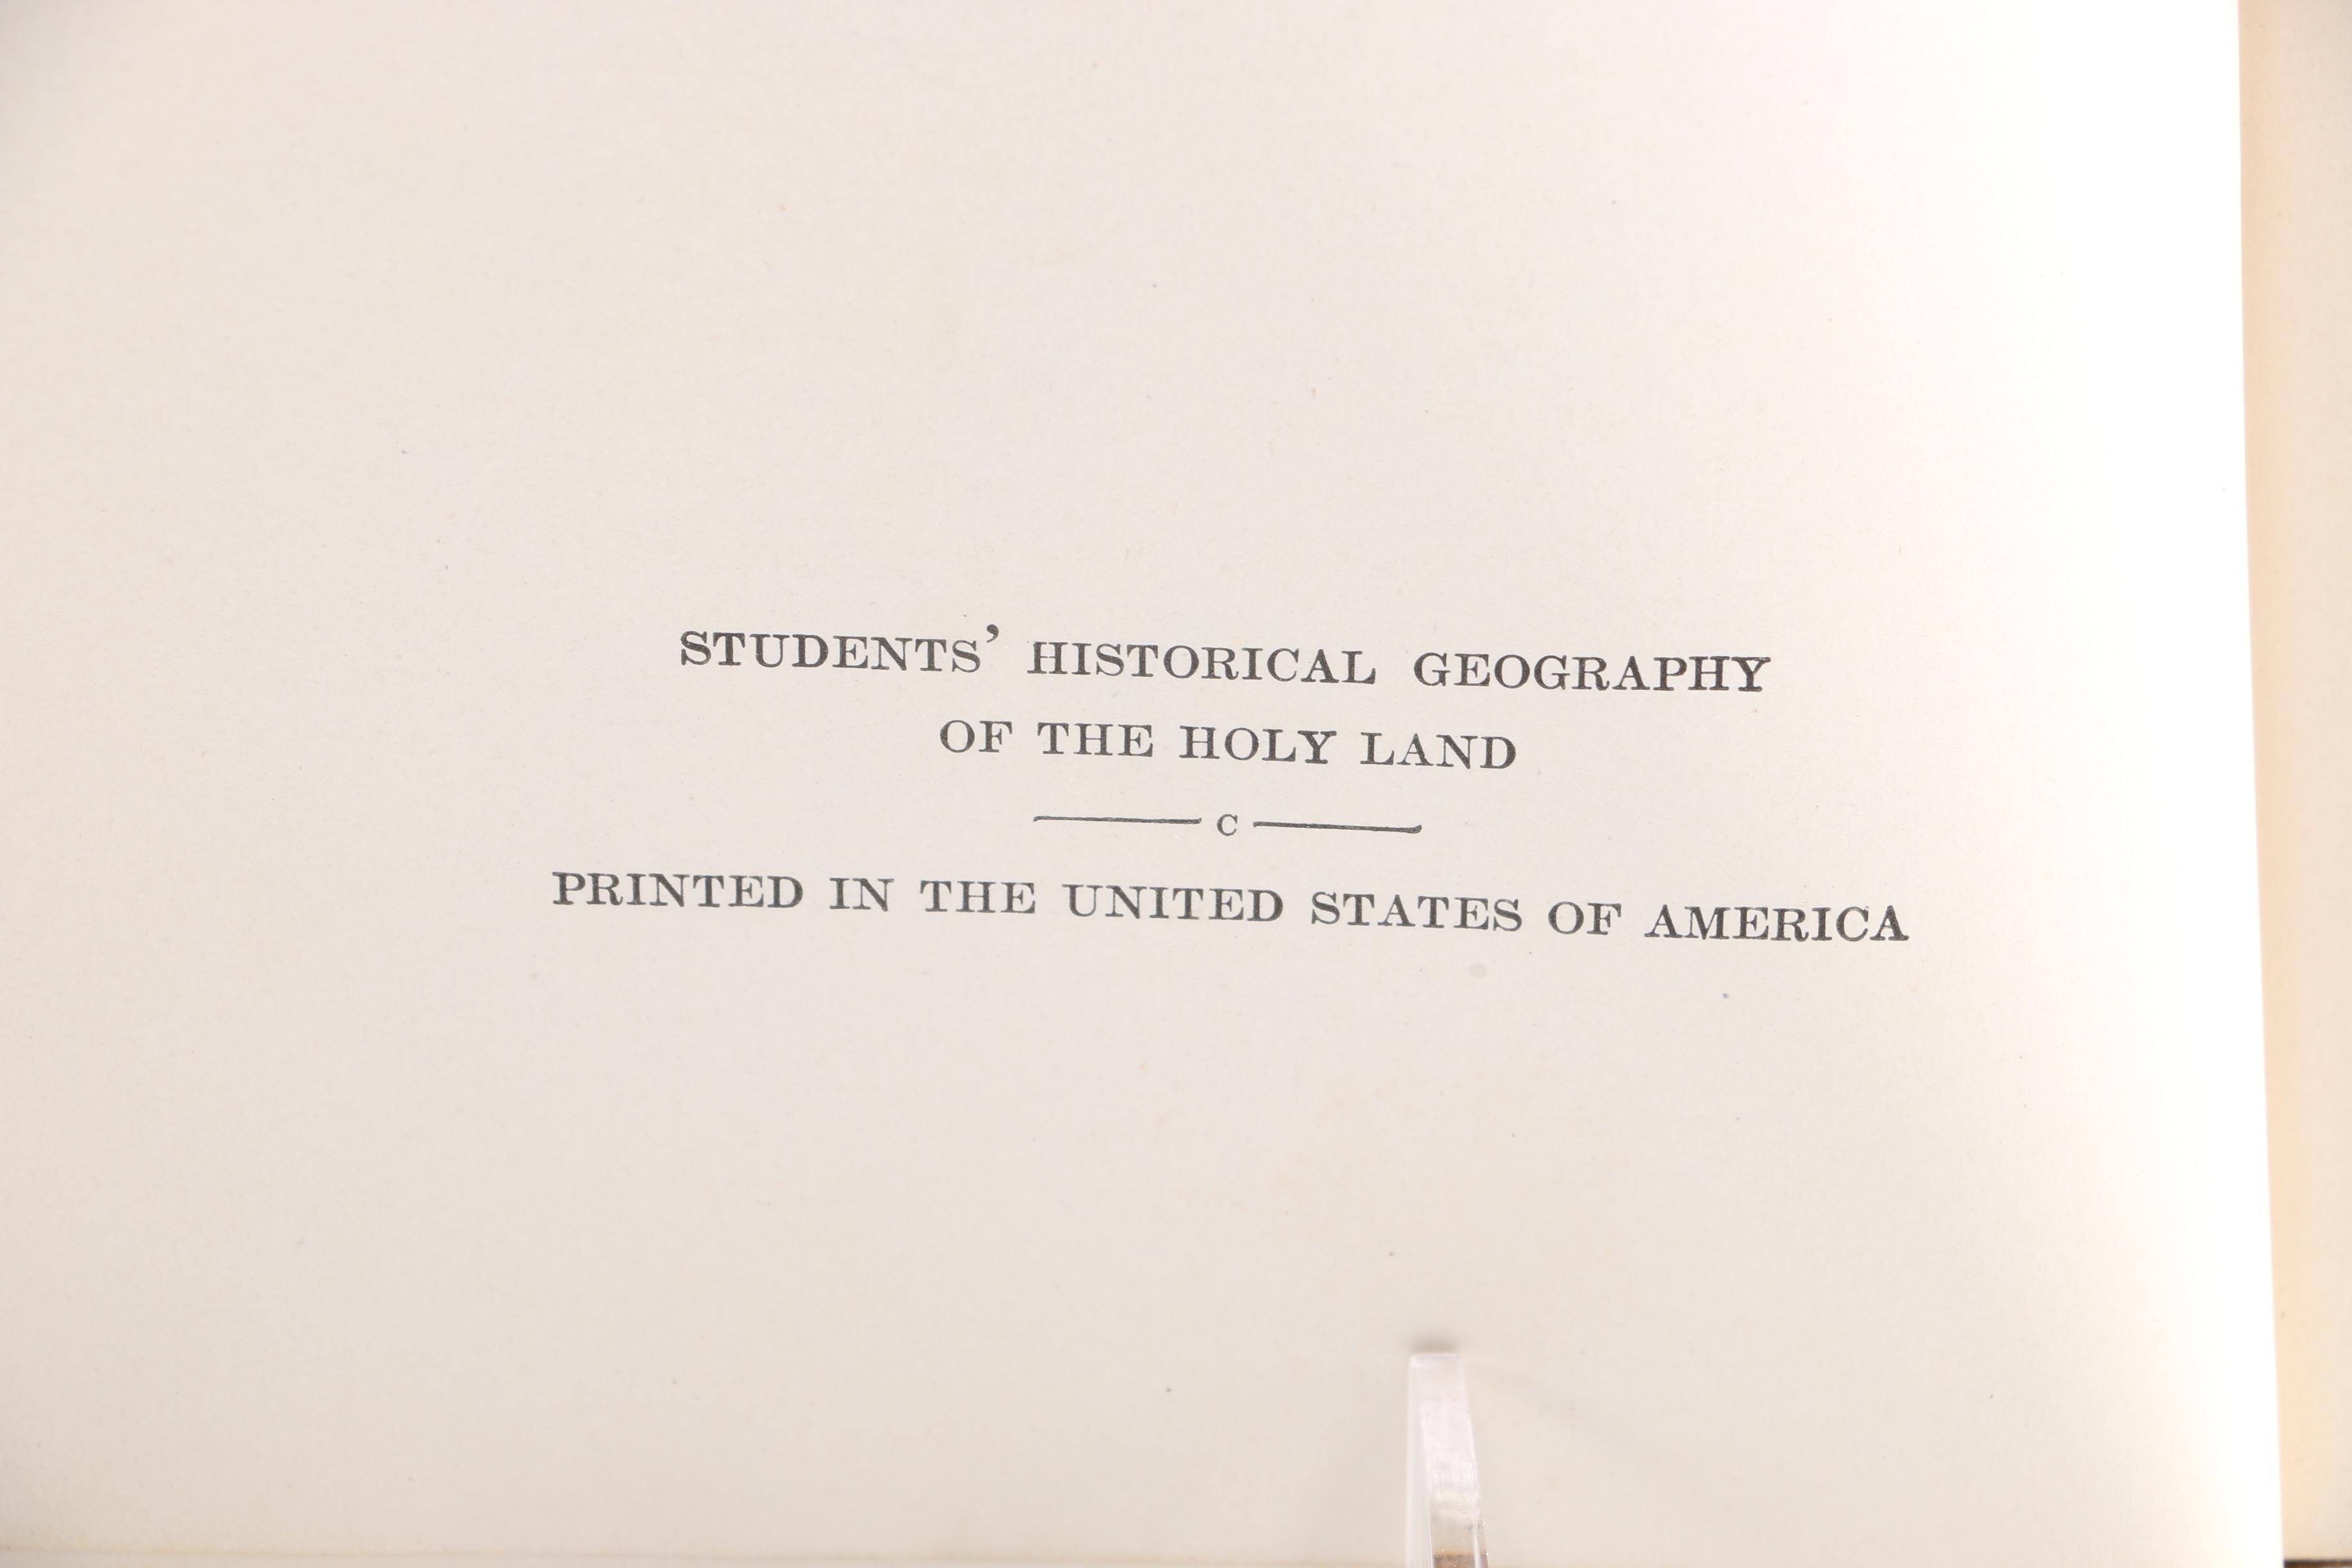 STUDENTS' HISTORICAL GEOGRAPHY
OF THE HOLY LAND
C
PRINTED IN THE UNITED STATES OF AMERICA